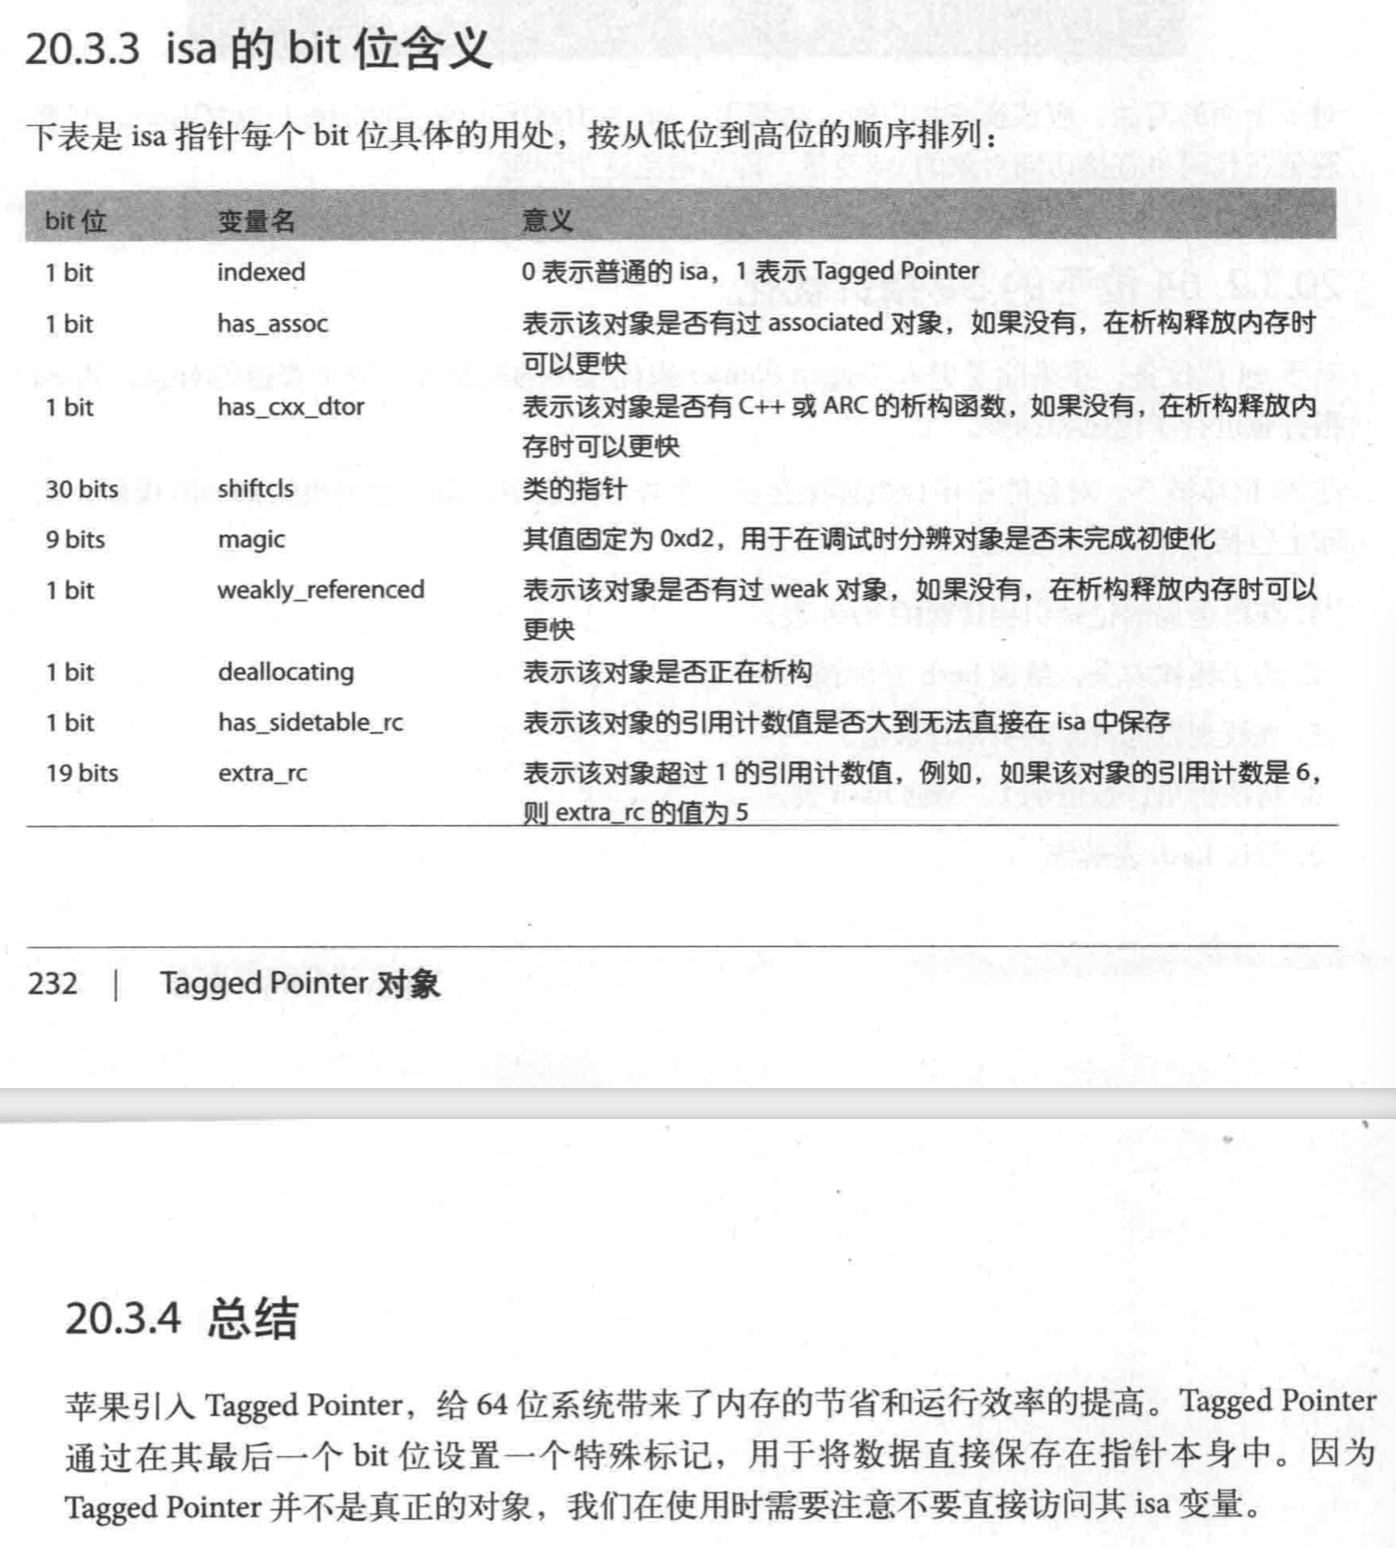 20.3.3 isa 的 bit 位含义
下表是 isa 指针每个 bit 位具体的用处，按从低位到高位的顺序排列：
bit 位 变量名 意义
1 bit indexed 0 表示普通的 isa，1 表示 Tagged Pointer
1 bit has_assoc 表示该对象是否有过 associated 对象，如果没有，在析构释放内存时
可以更快
1 bit has_cxx_dtor 表示该对象是否有 C++ 或 ARC 的析构函数，如果没有，在析构释放内
存时可以更快
30 bits shiftcls 类的指针
9 bits magic 其值固定为 0xd2，用于在调试时分辨对象是否未完成初使化
1 bit weakly_referenced 表示该对象是否有过 weak 对象，如果没有，在析构释放内存时可以
更快
1 bit deallocating 表示该对象是否正在析构
1 bit has_sidetable_rc 表示该对象的引用计数值是否大到无法直接在 isa 中保存
19 bits extra_rc 表示该对象超过 1 的引用计数值，例如，如果该对象的引用计数是 6，
则 extra_rc 的值为 5
232 | Tagged Pointer 对象
20.3.4 总结
苹果引入 Tagged Pointer，给 64 位系统带来了内存的节省和运行效率的提高。Tagged Pointer
通过在其最后一个 bit 位设置一个特殊标记，用于将数据直接保存在指针本身中。因为
Tagged Pointer 并不是真正的对象，我们在使用时需要注意不要直接访问其 isa 变量。